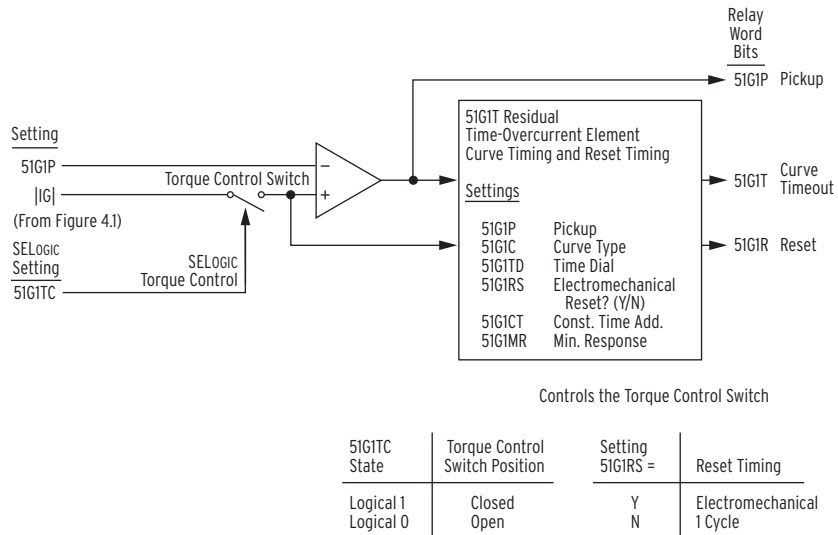 Relay
Word
Bits
51G1P Pickup
Setting
51G1P
|IG|
(From Figure 4.1)
SELOGIC
Setting
51G1TC
Torque Control Switch
SELOGIC
Torque Control
−
+
51G1T Residual
Time-Overcurrent Element
Curve Timing and Reset Timing
Settings
51G1P Pickup
51G1C Curve Type
51G1TD Time Dial
51G1RS Electromechanical
Reset? (Y/N)
51G1CT Const. Time Add.
51G1MR Min. Response
51G1T Curve
Timeout
51G1R Reset
Controls the Torque Control Switch
51G1TC Torque Control
State Switch Position
Logical 1 Closed
Logical 0 Open
Setting
51G1RS = Reset Timing
Y Electromechanical
N 1 Cycle